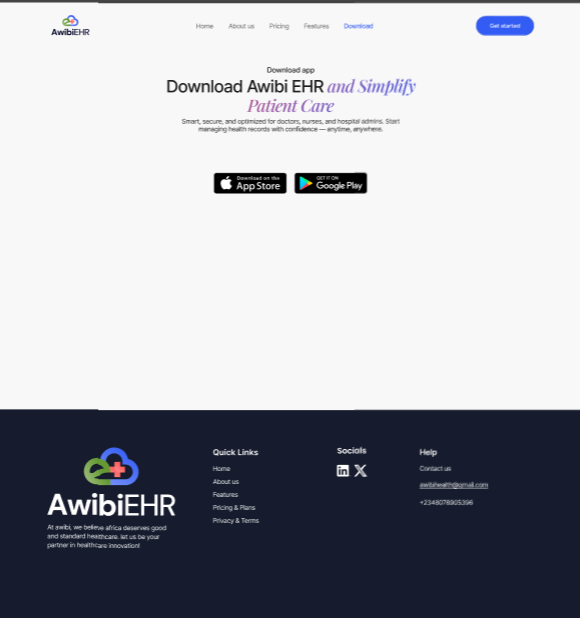 AwibiEHR
Home About us Pricing Features Download
Get started
Download app
Download Awibi EHR and Simplify
Patient Care
Smart, secure, and optimized for doctors, nurses, and hospital admins. Start
managing health records with confidence — anytime, anywhere.
Download on the
App Store
GET IT ON
Google Play
AwibiEHR
At awibi, we believe africa deserves good
and standard healthcare. let us be your
partner in healthcare innovation!
Quick Links
Home
About us
Features
Pricing & Plans
Privacy & Terms
Socials
Help
Contact us
awibihealth@gmail.com
+2348078905396